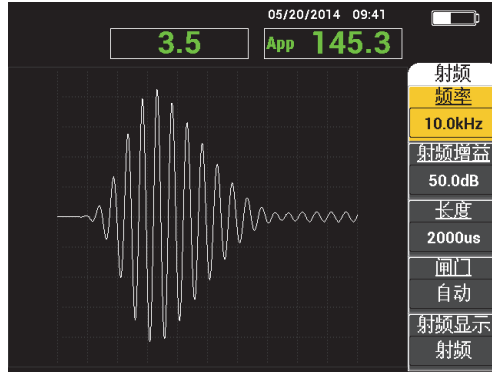 05/20/2014 09:41
3.5
App 145.3
射频
频率
10.0kHz
射频增益
50.0dB
长度
2000us
闸门
自动
射频显示
射频